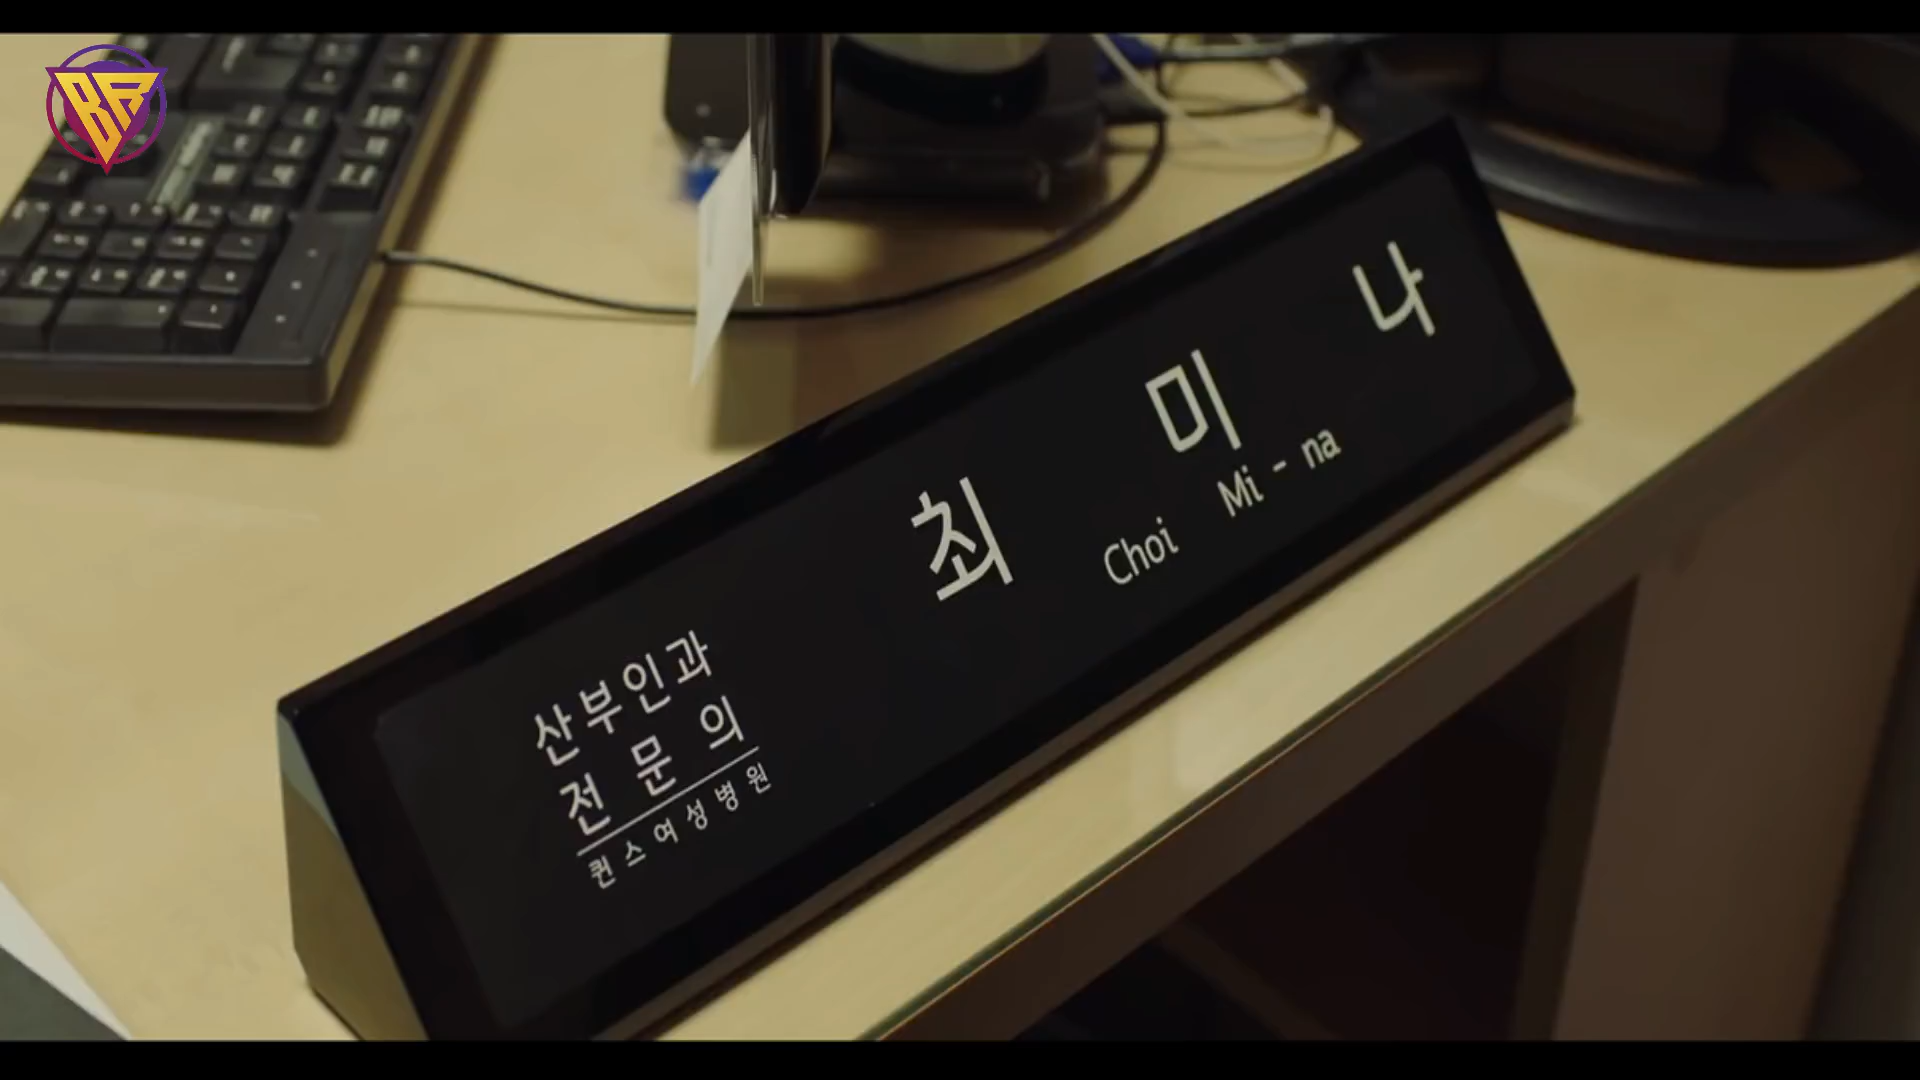 BR
최 미 나
Choi Mi - na
산부인과
전 문 의
퀸스여성병원